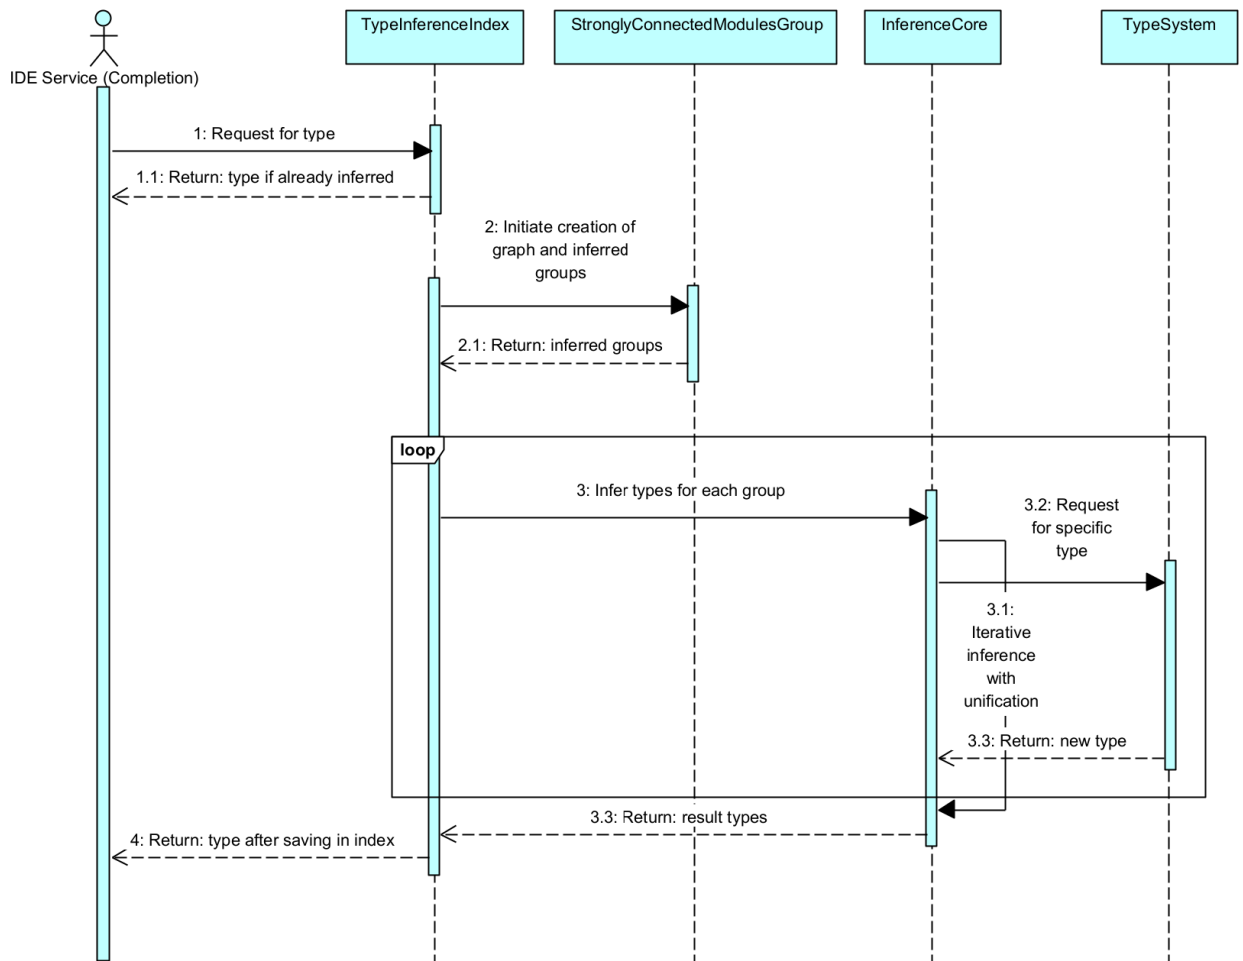 TypeInferenceIndex
StronglyConnectedModulesGroup
InferenceCore
TypeSystem
IDE Service (Completion)
1: Request for type
1.1: Return: type if already inferred
2: Initiate creation of
graph and inferred
groups
2.1: Return: inferred groups
loop
3: Infer types for each group
3.2: Request
for specific
type
3.1:
Iterative
inference
with
unification
3.3: Return: new type
3.3: Return: result types
4: Return: type after saving in index